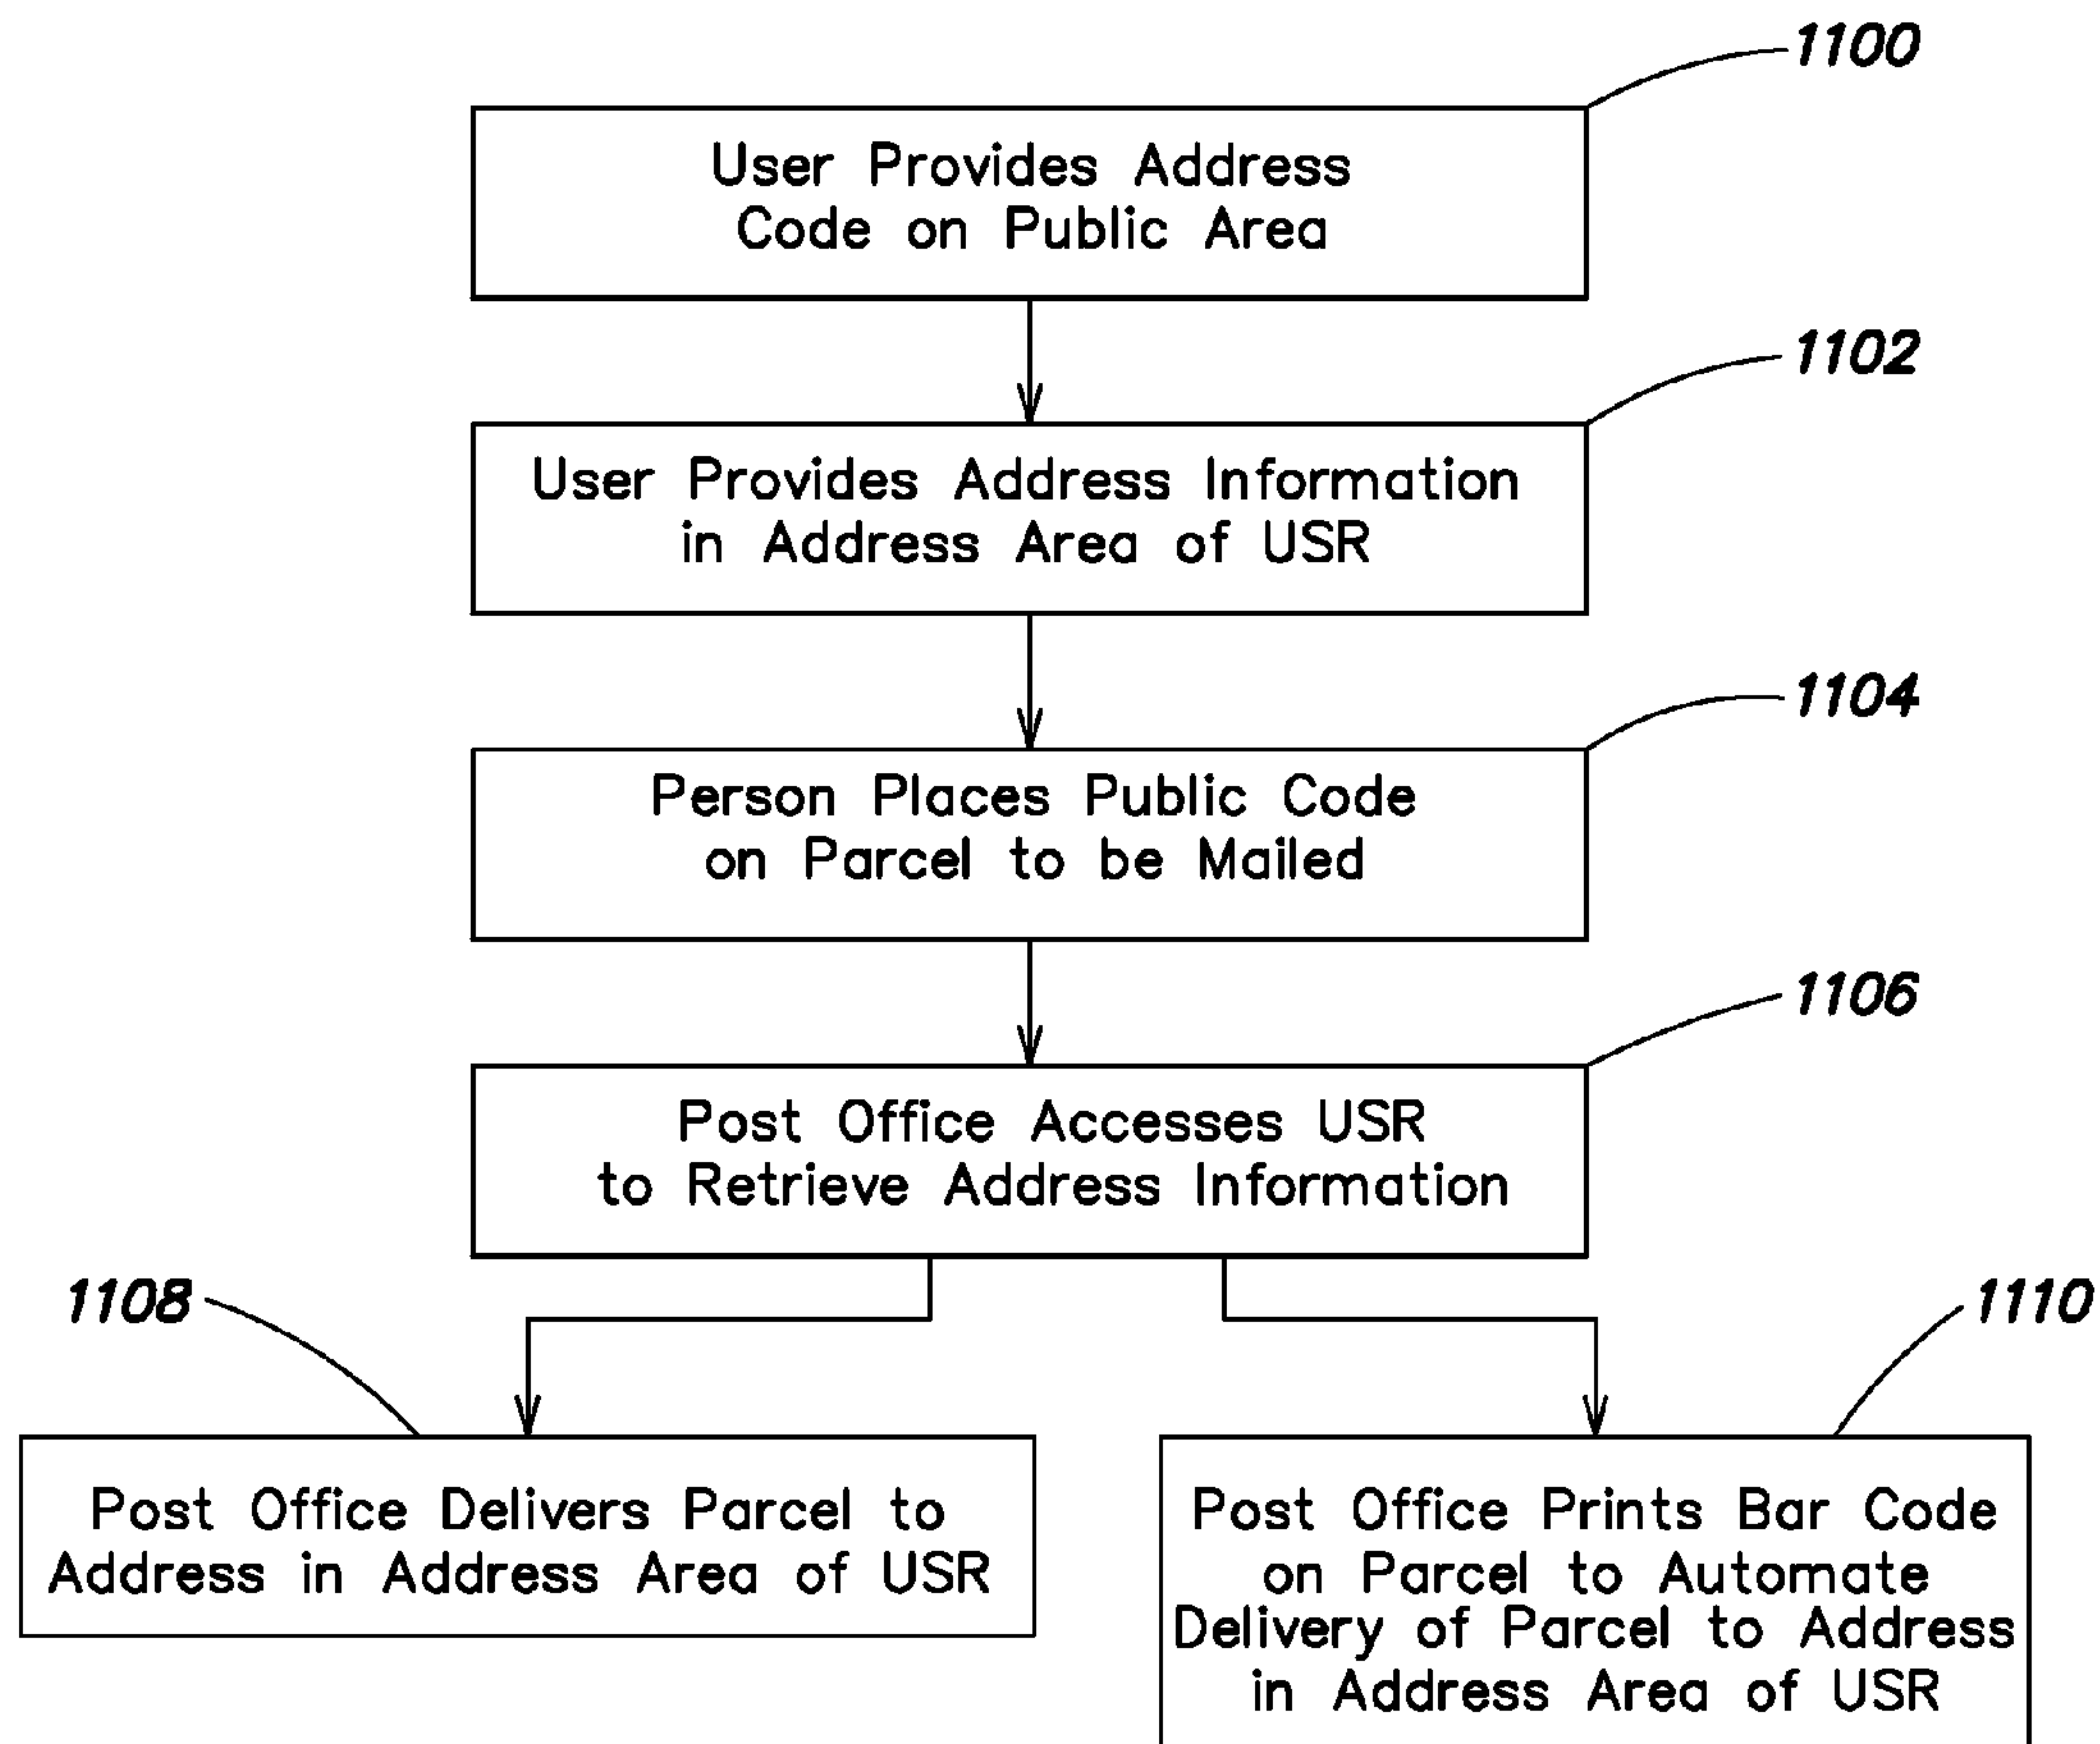 1100
User Provides Address
Code on Public Area
1102
User Provides Address Information
in Address Area of USR
1104
Person Places Public Code
on Parcel to be Mailed
1106
Post Office Accesses USR
to Retrieve Address Information
1108
1110
Post Office Delivers Parcel to
Address in Address Area of USR
Post Office Prints Bar Code
on Parcel to Automate
Delivery of Parcel to Address
in Address Area of USR